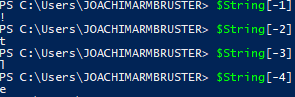 PS C:\Users\JOACHIMARMBRUSTER> $String[-1]
!
PS C:\Users\JOACHIMARMBRUSTER> $String[-2]
t
PS C:\Users\JOACHIMARMBRUSTER> $String[-3]
l
PS C:\Users\JOACHIMARMBRUSTER> $String[-4]
e